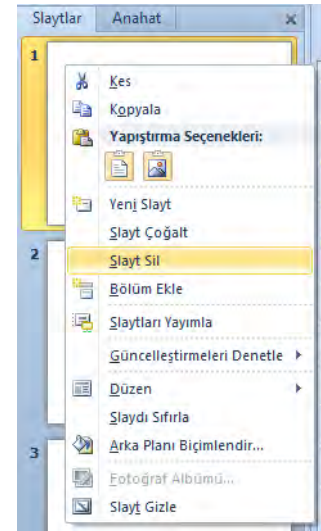 Slaytlar Anahat
1
Kes
Kopyala
Yapıştırma Seçenekleri:
Yeni Slayt
Slayt Çoğalt
2
Slayt Sil
Bölüm Ekle
Slaytları Yayımla
Güncelleştirmeleri Denetle
Düzen
Slaydı Sıfırla
3
Arka Planı Biçimlendir...
Fotoğraf Albümü...
Slayt Gizle